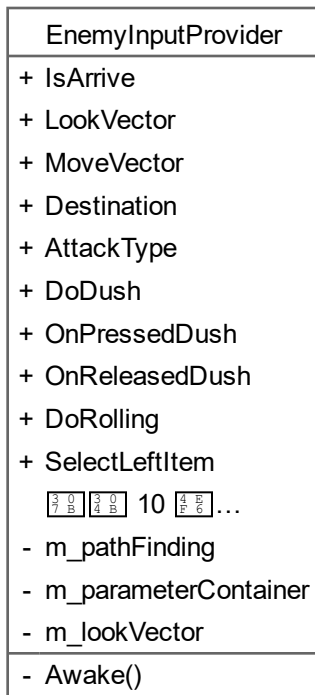 EnemyInputProvider
+ IsArrive
+ LookVector
+ MoveVector
+ Destination
+ AttackType
+ DoDush
+ OnPressedDush
+ OnReleasedDush
+ DoRolling
+ SelectLeftItem
10 …
- m_pathFinding
- m_parameterContainer
- m_lookVector
- Awake()